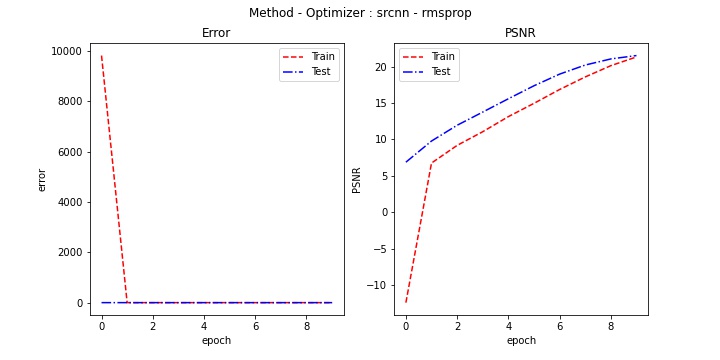 Method - Optimizer : srcnn - rmsprop
Error
10000
8000
6000
4000
2000
0
error
0 2 4 6 8
epoch
Train
Test
PSNR
20
15
10
5
0
−5
−10
PSNR
0 2 4 6 8
epoch
Train
Test